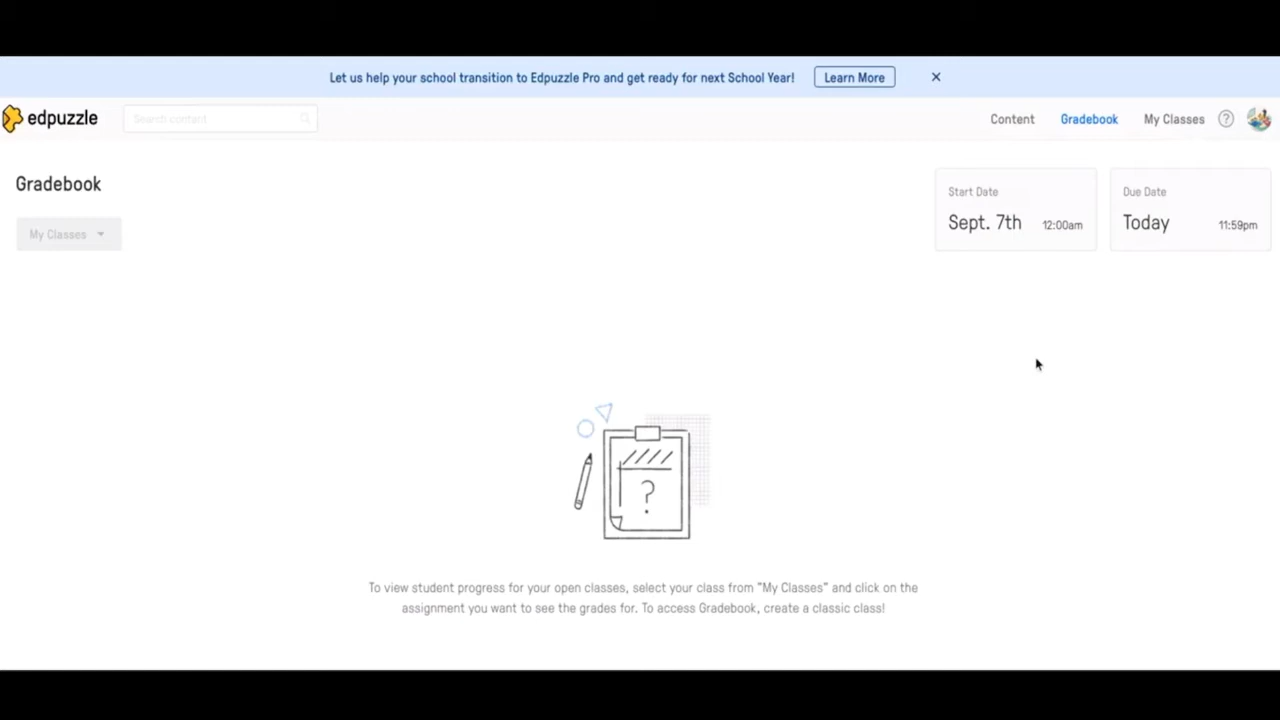 Let us help your school transition to Edpuzzle Pro and get ready for next School Year! Learn More
edpuzzle Search content Content Gradebook My Classes ?
Gradebook
Start Date Due Date
Sept. 7th 12:00am Today 11:59pm
My Classes
?
To view student progress for your open classes, select your class from "My Classes" and click on the
assignment you want to see the grades for. To access Gradebook, create a classic class!